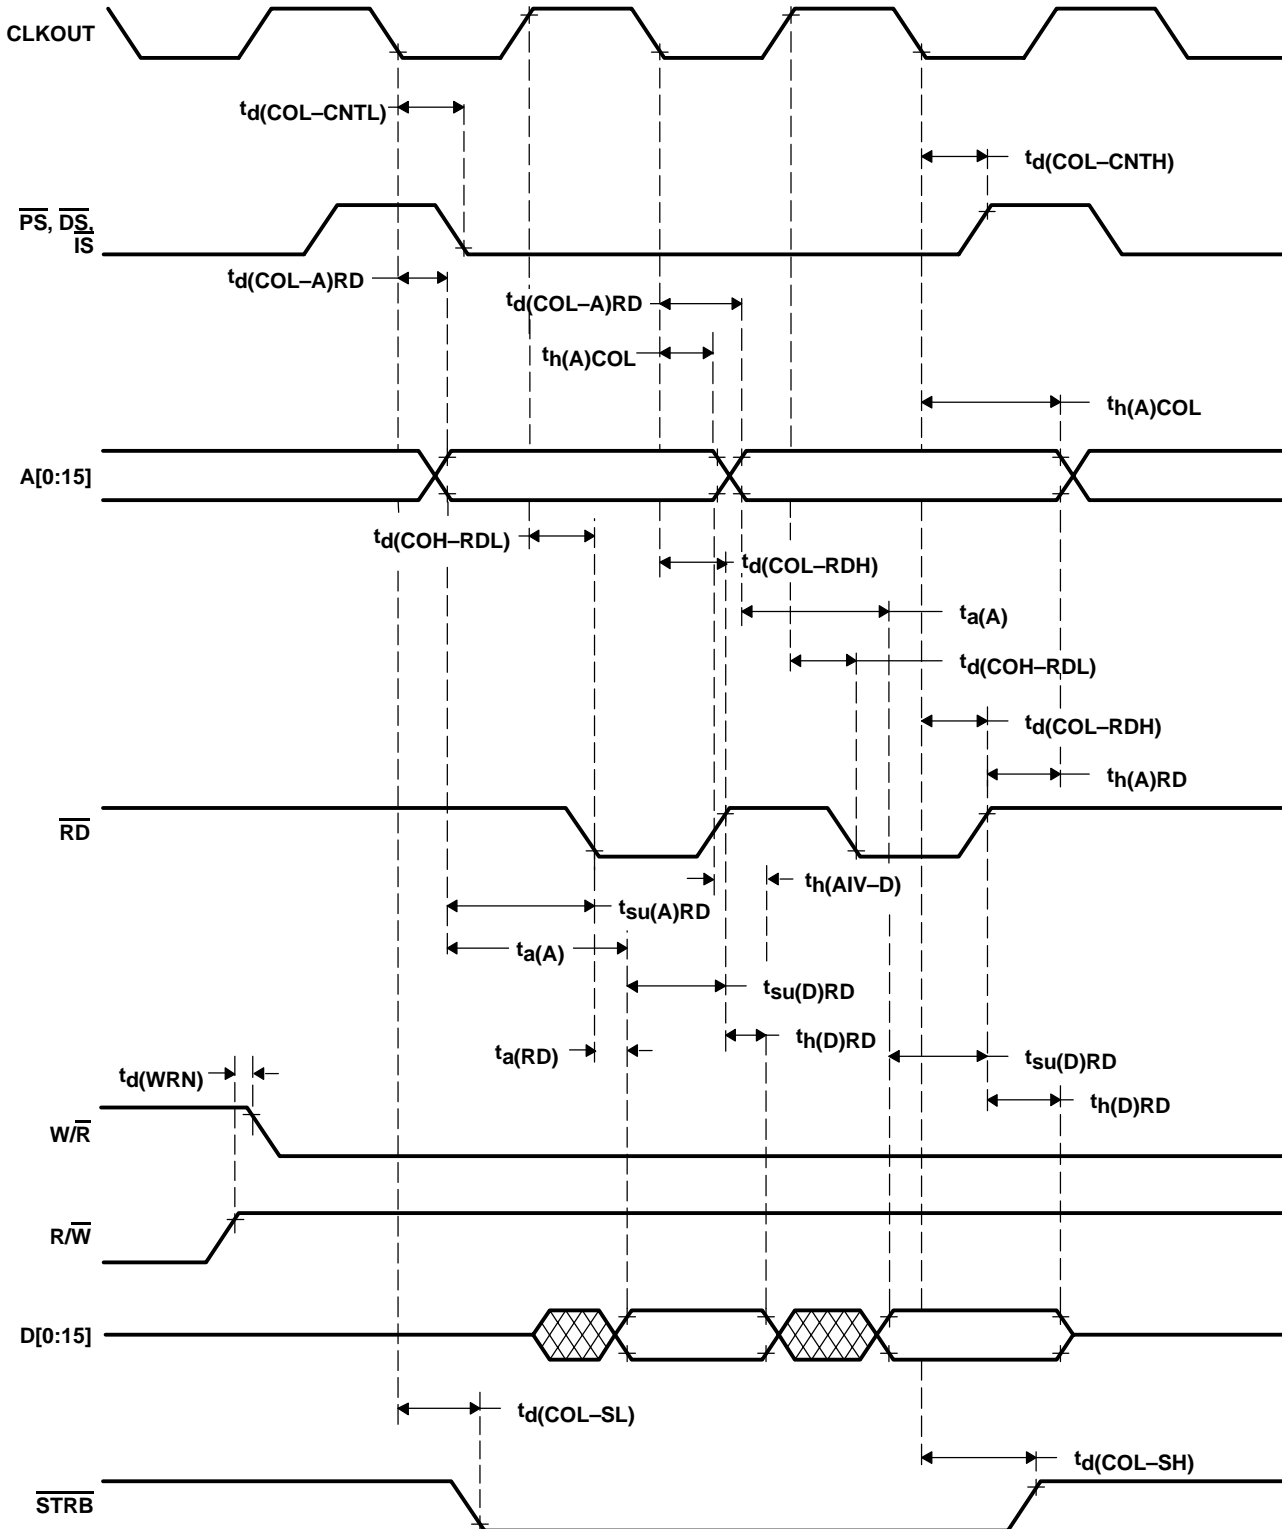 CLKOUT
td(COL–CNTL)
td(COL–CNTH)
PS, DS,
IS
td(COL–A)RD
td(COL–A)RD
th(A)COL
th(A)COL
A[0:15]
td(COH–RDL)
td(COL–RDH)
ta(A)
td(COH–RDL)
td(COL–RDH)
th(A)RD
RD
th(AIV–D)
tsu(A)RD
ta(A)
tsu(D)RD
th(D)RD
ta(RD)
tsu(D)RD
td(WRN)
th(D)RD
W/R
R/W
D[0:15]
td(COL–SL)
td(COL–SH)
STRB